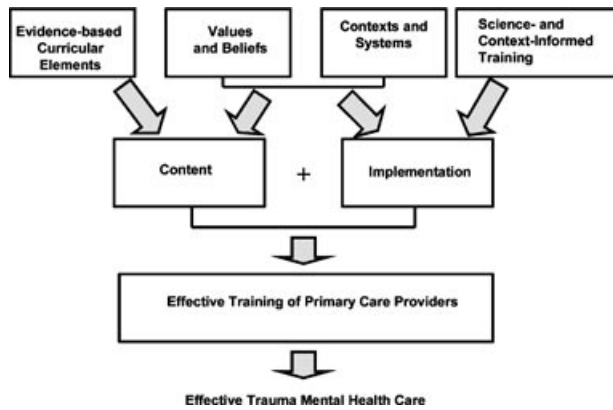 Evidence-based
Curricular
Elements
Values
and Beliefs
Contexts and
Systems
Science- and
Context-Informed
Training
Content
+
Implementation
Effective Training of Primary Care Providers
Effective Trauma Mental Health Care